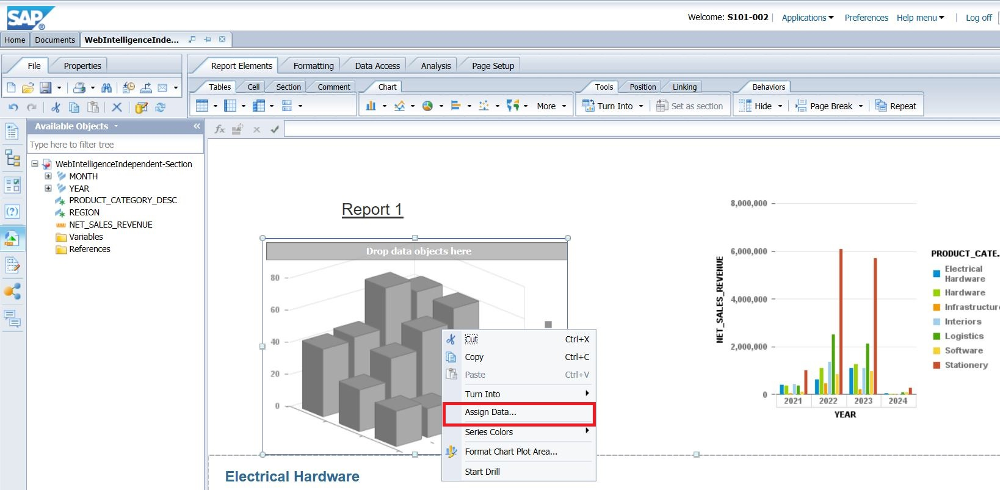 SAP®
Welcome: S101-002 | Applications Preferences Help menu | Log off
Home Documents WebIntelligenceInde...
File Properties Report Elements Formatting Data Access Analysis Page Setup
Tables Cell Section Comment Chart Tools Position Linking Behaviors
More Turn Into Set as section Hide Page Break Repeat
Available Objects
fx
Type here to filter tree
WebIntelligenceIndependent-Section
MONTH
YEAR
PRODUCT_CATEGORY_DESC
REGION
NET_SALES_REVENUE
Variables
References
Report 1
Drop data objects here
80
60
40
20
0
Cut Ctrl+X
Copy Ctrl+C
Paste Ctrl+V
Turn Into
Assign Data...
Series Colors
Format Chart Plot Area...
Start Drill
NET_SALES_REVENUE
8,000,000
6,000,000
4,000,000
2,000,000
0
2021 2022 2023 2024
YEAR
PRODUCT_CATE..
Electrical
Hardware
Hardware
Infrastructure
Interiors
Logistics
Software
Stationery
Electrical Hardware